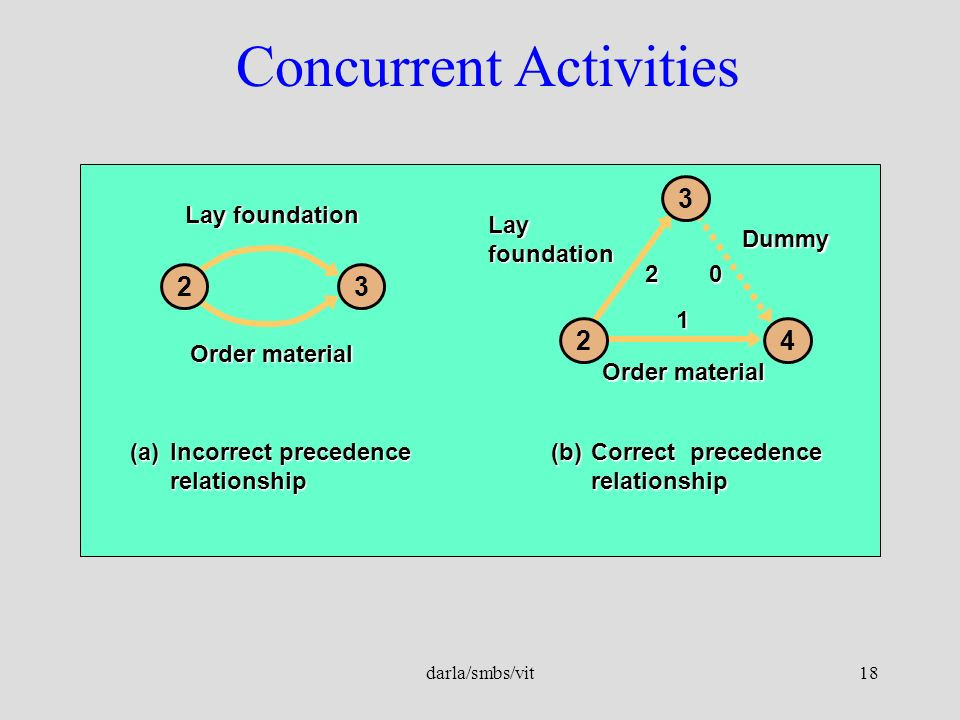 Concurrent Activities
Lay foundation
2
3
Order material
(a) Incorrect precedence
relationship
3
Lay
foundation
Dummy
2
0
1
2
4
Order material
(b) Correct precedence
relationship
darla/smbs/vit
18